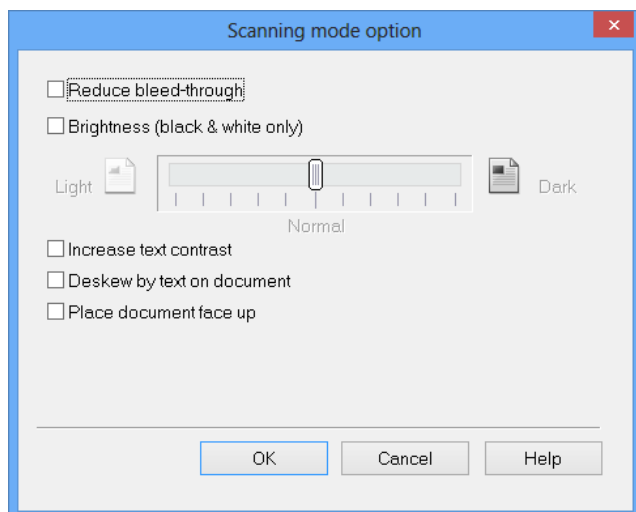 Scanning mode option
Reduce bleed-through
Brightness (black & white only)
Light Dark
Normal
Increase text contrast
Deskew by text on document
Place document face up
OK Cancel Help